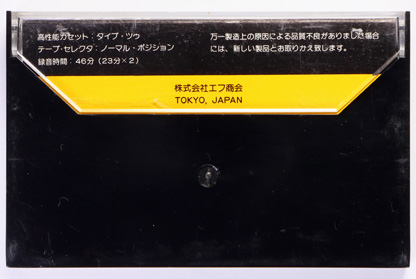 高性能カセット：タイプ・ツゥ
テープ・セレクタ：ノーマル・ポジション
録音時間：46分（23分×2）
万一製造上の原因による品質不良がありました場合
には、新しい製品とお取りかえ致します。
株式会社エフ商会
TOKYO, JAPAN